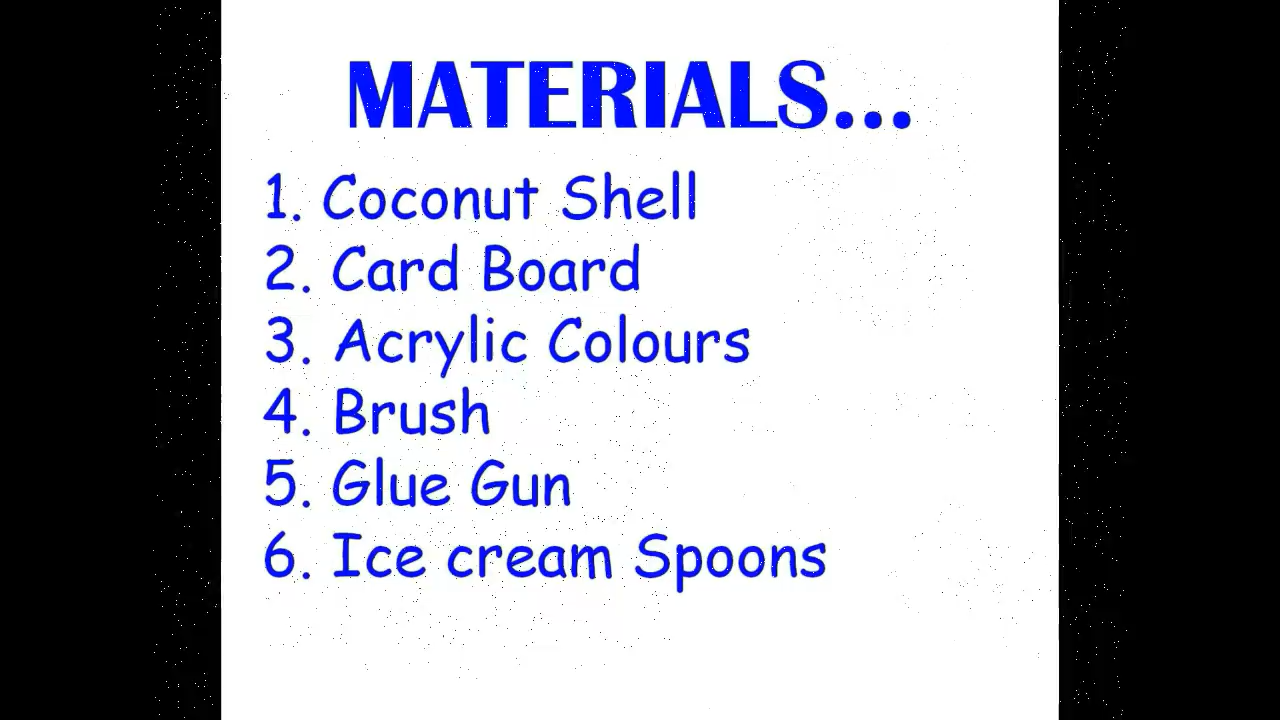 MATERIALS...
1. Coconut Shell
2. Card Board
3. Acrylic Colours
4. Brush
5. Glue Gun
6. Ice cream Spoons